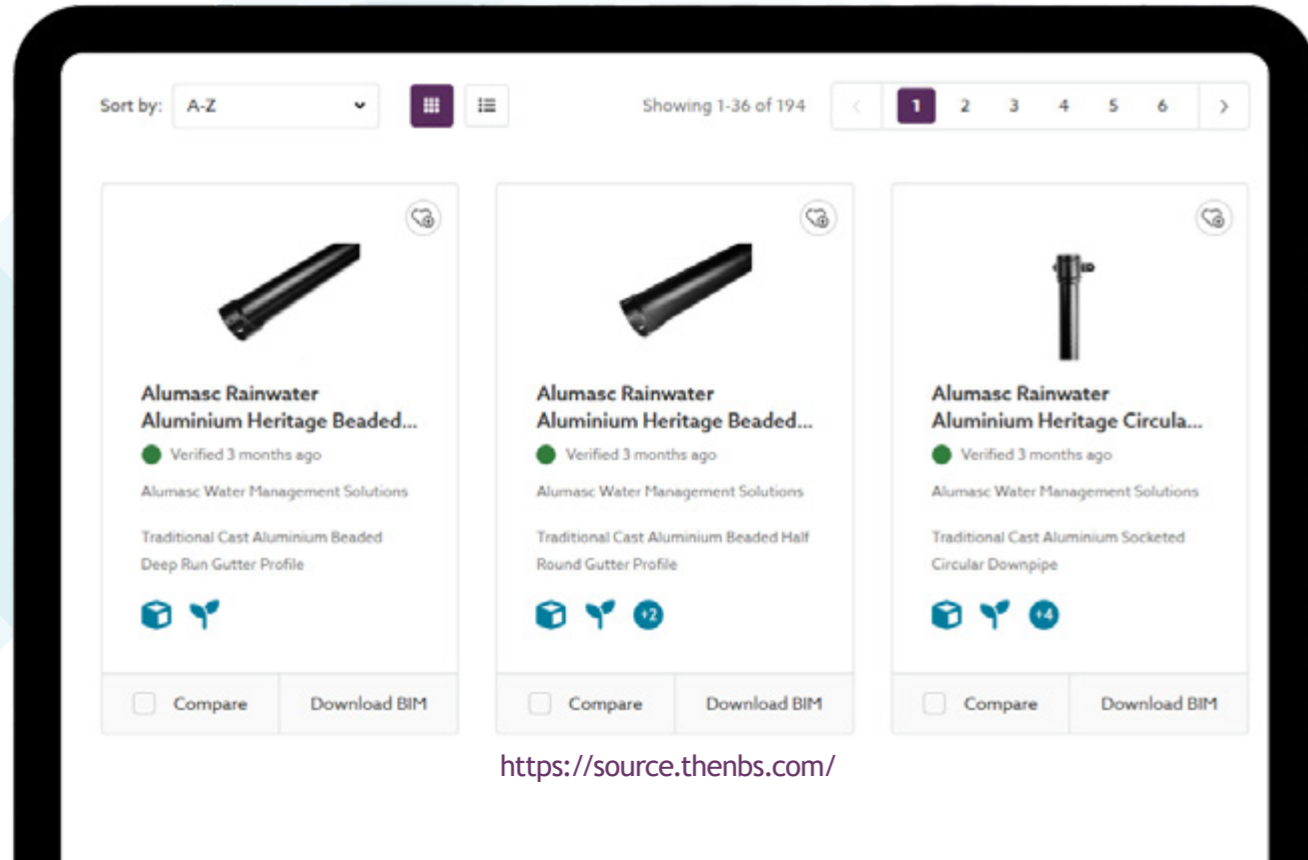 Sort by: A-Z
Showing 1-36 of 194
1 2 3 4 5 6
Alumasc Rainwater
Aluminium Heritage Beaded...
Verified 3 months ago
Alumasc Water Management Solutions
Traditional Cast Aluminium Beaded
Deep Run Gutter Profile
Compare
Download BIM
Alumasc Rainwater
Aluminium Heritage Beaded...
Verified 3 months ago
Alumasc Water Management Solutions
Traditional Cast Aluminium Beaded Half
Round Gutter Profile
+2
Compare
Download BIM
Alumasc Rainwater
Aluminium Heritage Circula...
Verified 3 months ago
Alumasc Water Management Solutions
Traditional Cast Aluminium Socketed
Circular Downpipe
+4
Compare
Download BIM
https://source.thenbs.com/